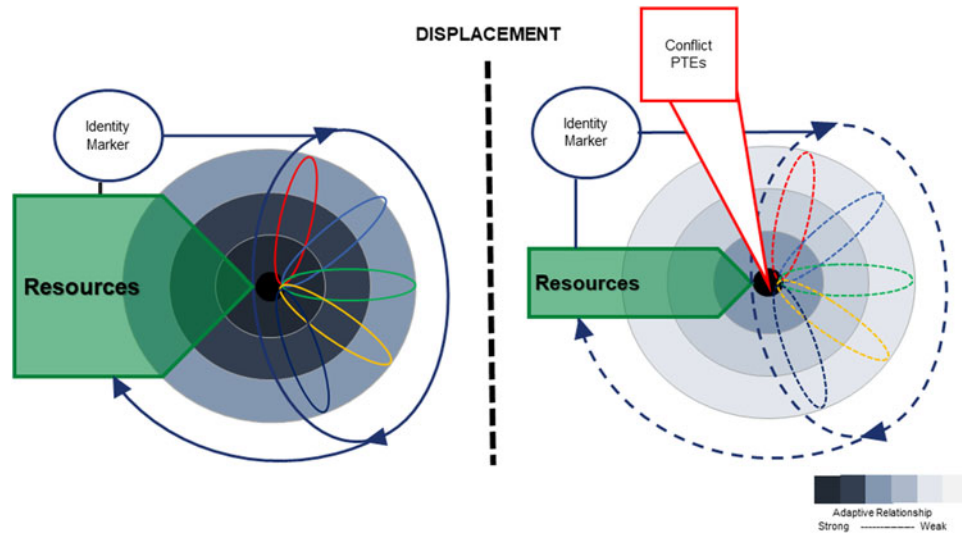 DISPLACEMENT
Conflict
PTEs
Identity
Marker
Identity
Marker
Resources
Resources
Adaptive Relationship
Strong ---------- Weak